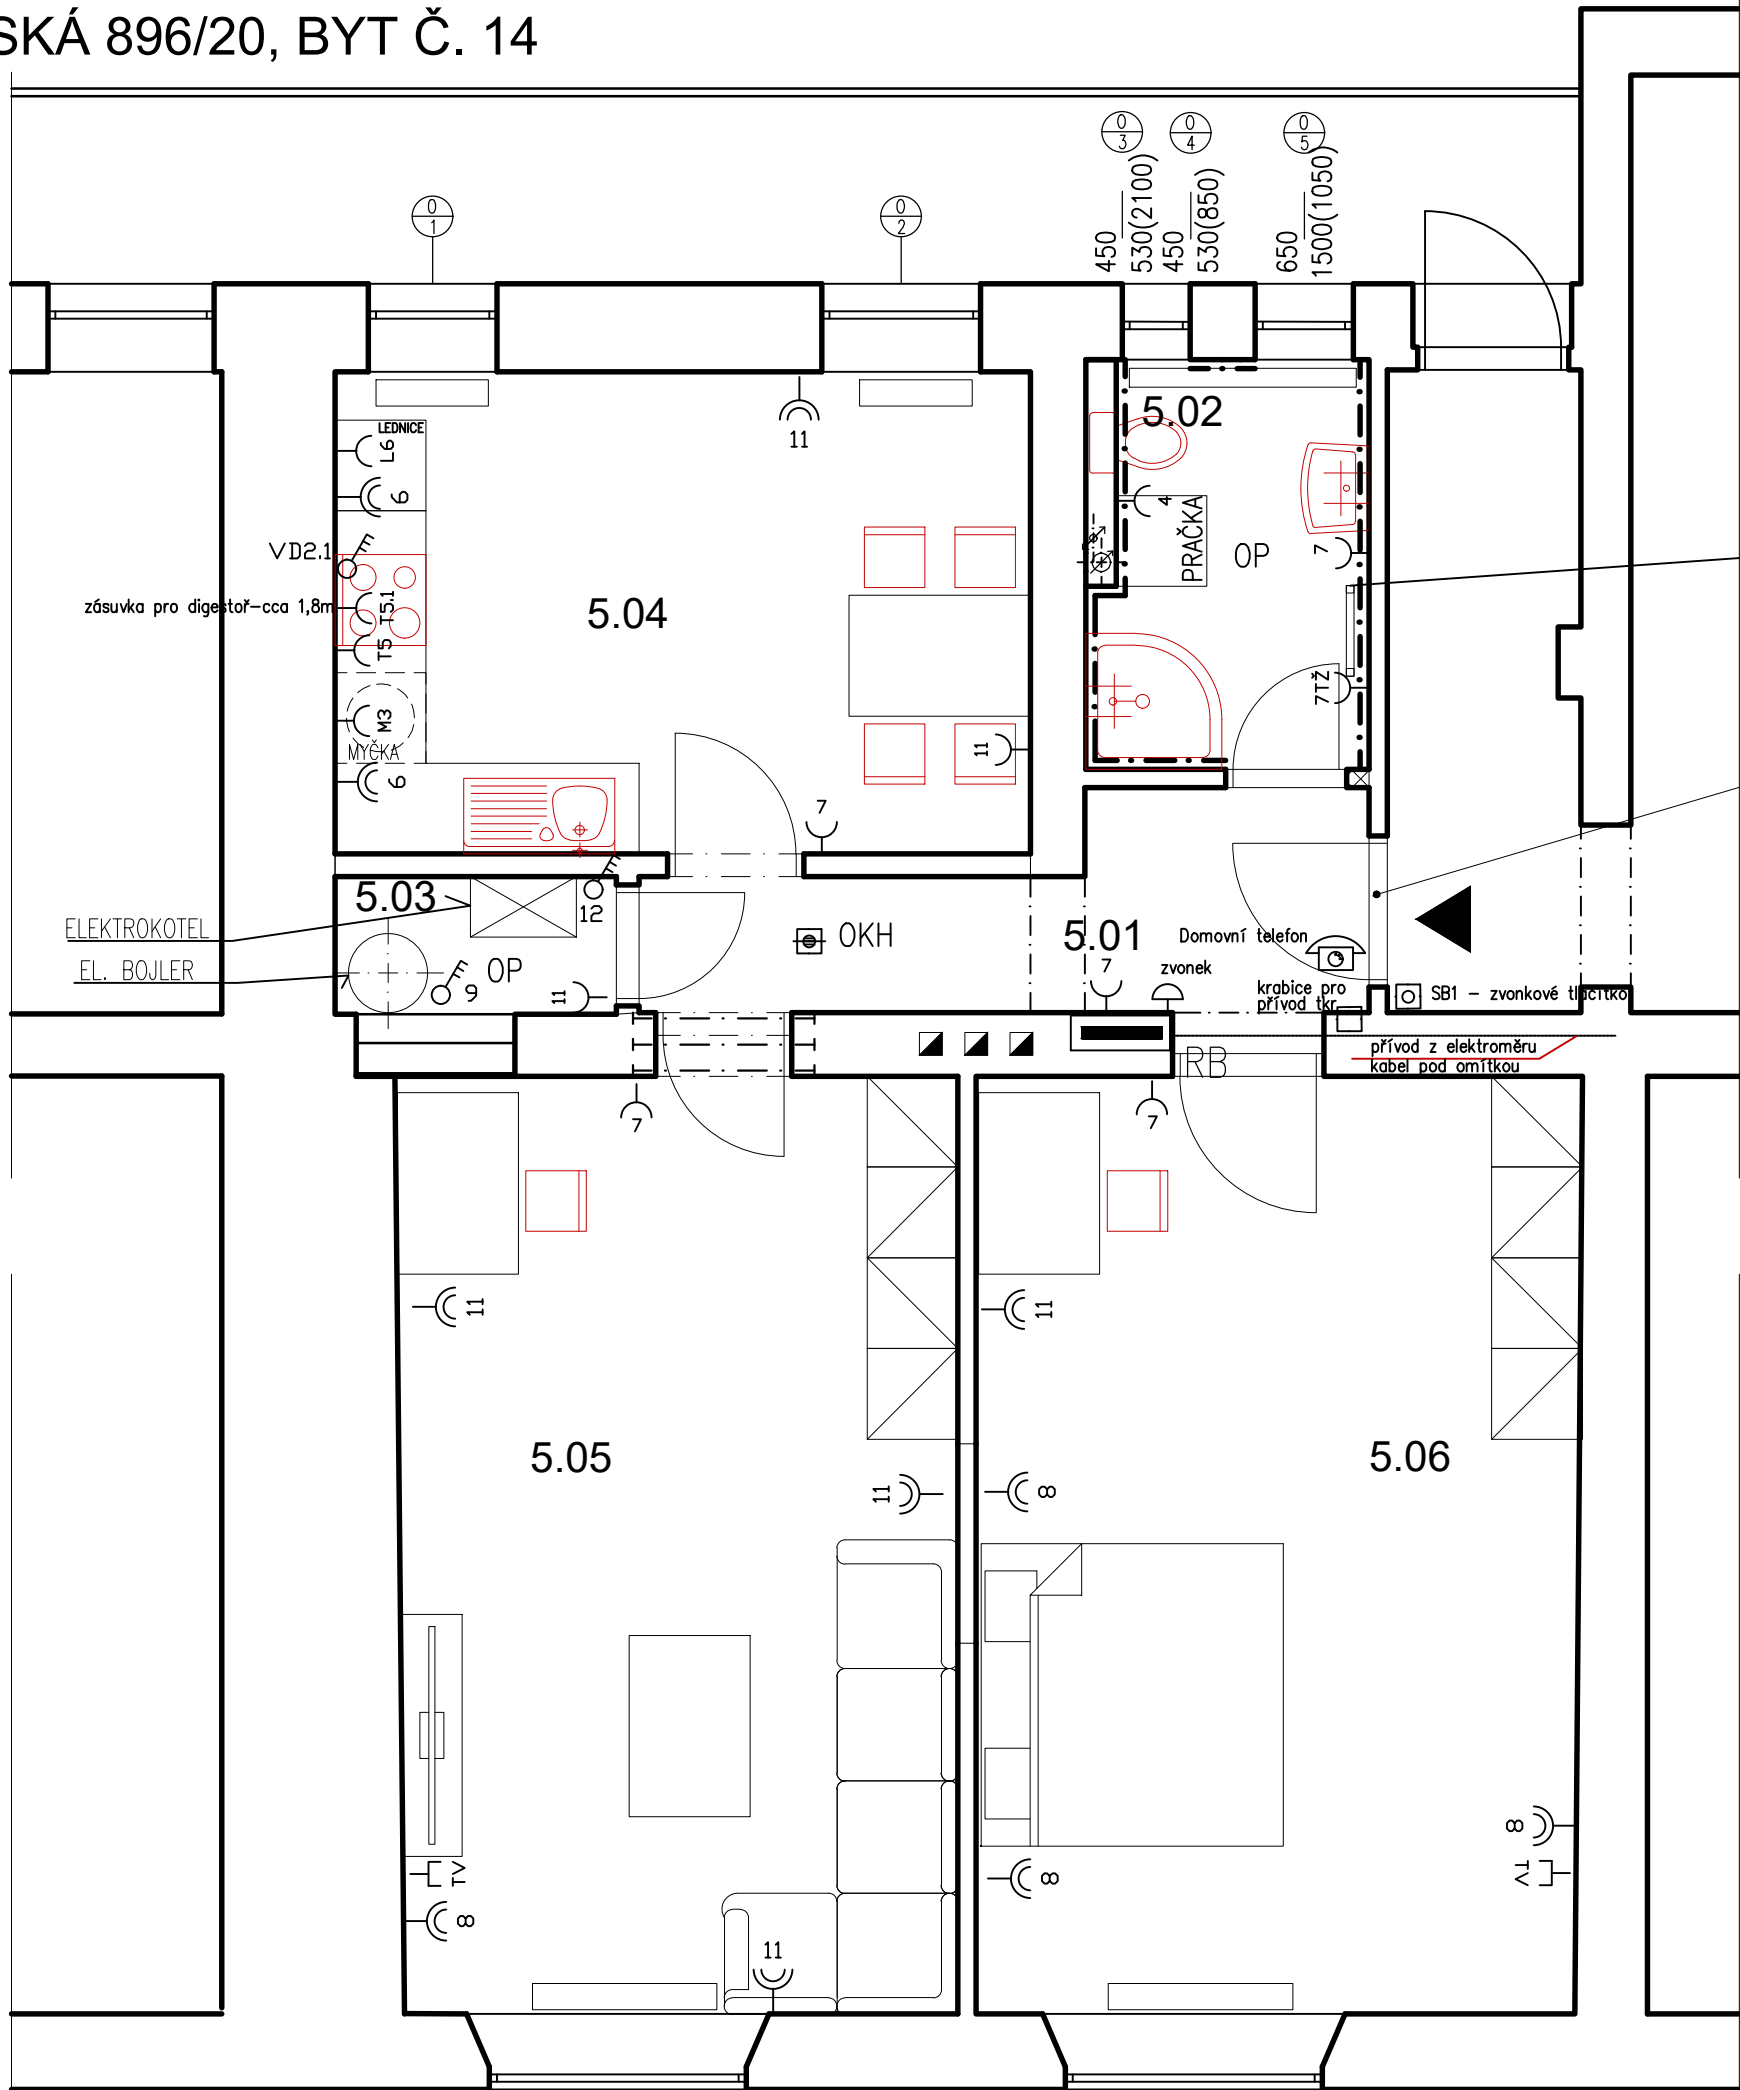 SKÁ 896/20, BYT Č. 14
0
3
0
4
0
5
450
530(2100)
450
530(850)
650
1500(1050)
0
1
0
2
5.02
LEDNICE
L6
6
11
4
PRAČKA
OP
7
VD2.1
zásuvka pro digestoř-cca 1,8m
T5.1
T5
5.04
7TŽ
M3
MYČKA
6
11
7
5.03
12
ELEKTROKOTEL
EL. BOJLER
OP
9
11
OKH
5.01
Domovní telefon
7
zvonek
krabice pro
přívod tkr
SB1 - zvonkové tlačítko
RB
přívod z elektroměru
kabel pod omítkou
7
7
11
11
5.05
5.06
11
8
8
TV
8
8
TV
11